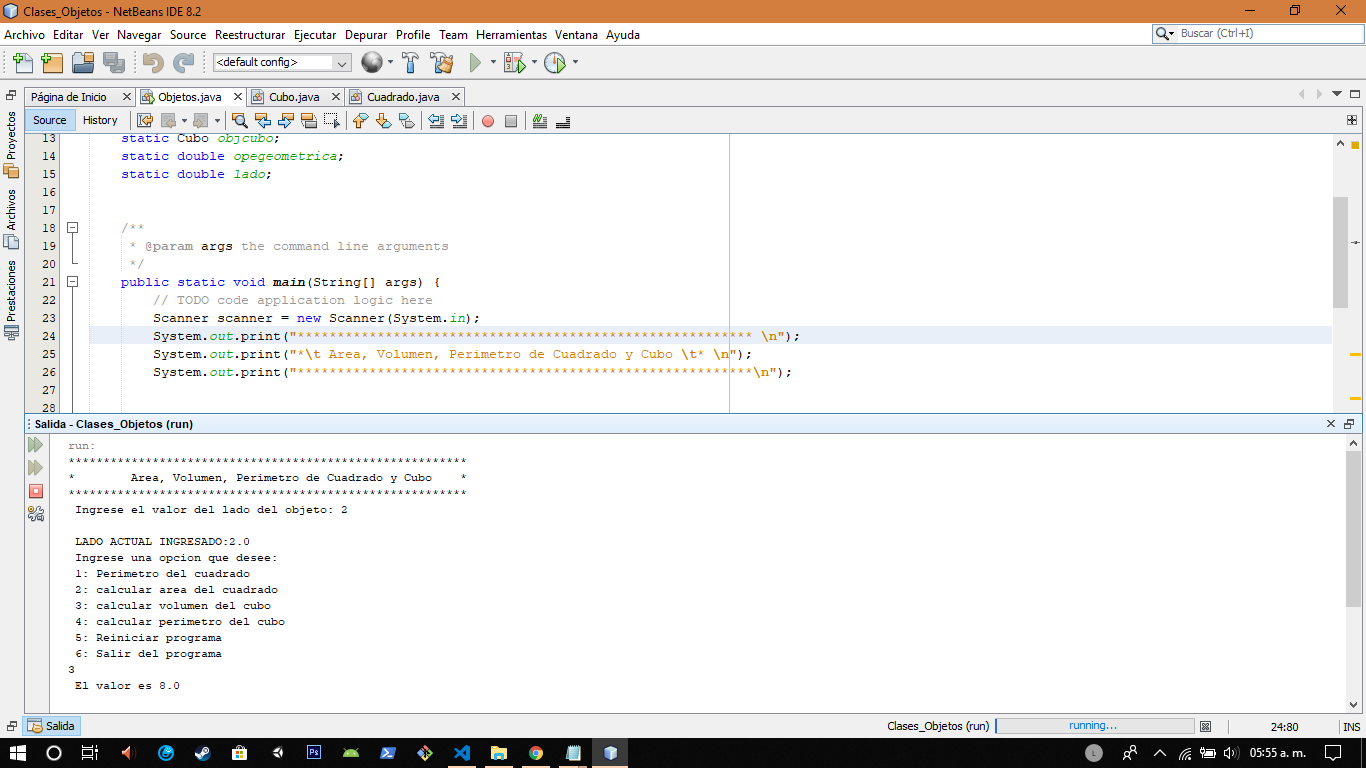 Clases_Objetos - NetBeans IDE 8.2
Archivo Editar Ver Navegar Source Reestructurar Ejecutar Depurar Profile Team Herramientas Ventana Ayuda
Buscar (Ctrl+I)
<default config>
Página de Inicio Objetos.java Cubo.java Cuadrado.java
Source History
Proyectos
Archivos
Prestaciones
13 static Cubo objcubo;
14 static double opegeometrica;
15 static double lado;
16
17
18 /**
19 * @param args the command line arguments
20 */
21 public static void main(String[] args) {
22 // TODO code application logic here
23 Scanner scanner = new Scanner(System.in);
24 System.out.print("********************************************************* \n");
25 System.out.print("*\t Area, Volumen, Perimetro de Cuadrado y Cubo \t* \n");
26 System.out.print("*********************************************************\n");
27
28
Salida - Clases_Objetos (run)
run:
*********************************************************
* Area, Volumen, Perimetro de Cuadrado y Cubo *
*********************************************************
Ingrese el valor del lado del objeto: 2
LADO ACTUAL INGRESADO:2.0
Ingrese una opcion que desee:
1: Perimetro del cuadrado
2: calcular area del cuadrado
3: calcular volumen del cubo
4: calcular perimetro del cubo
5: Reiniciar programa
6: Salir del programa
3
El valor es 8.0
Salida
Clases_Objetos (run) running... 24:80 INS
Ps
L
05:55 a. m.